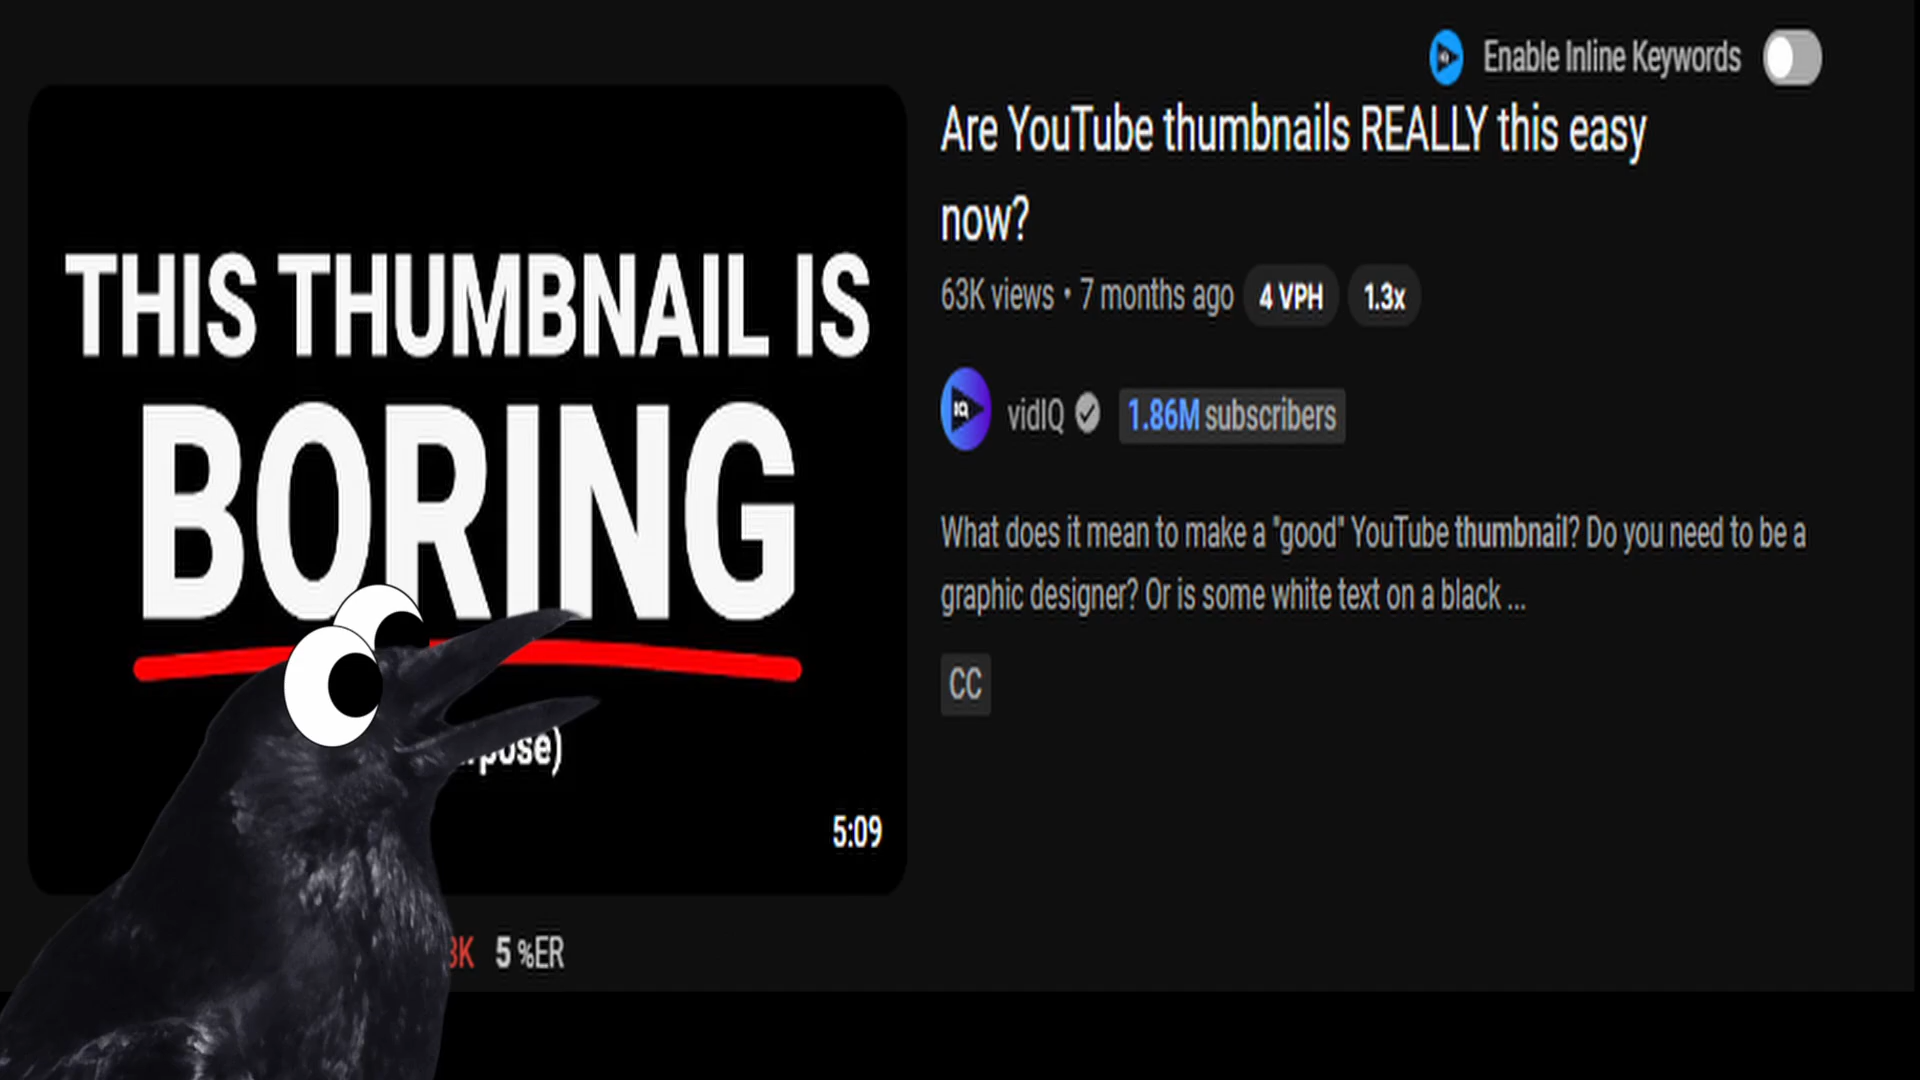 Enable Inline Keywords
THIS THUMBNAIL IS
BORING
5:09
5 %ER
Are YouTube thumbnails REALLY this easy
now?
63K views • 7 months ago 4 VPH 1.3x
IQ vidIQ 1.86M subscribers
What does it mean to make a "good" YouTube thumbnail? Do you need to be a
graphic designer? Or is some white text on a black ...
CC